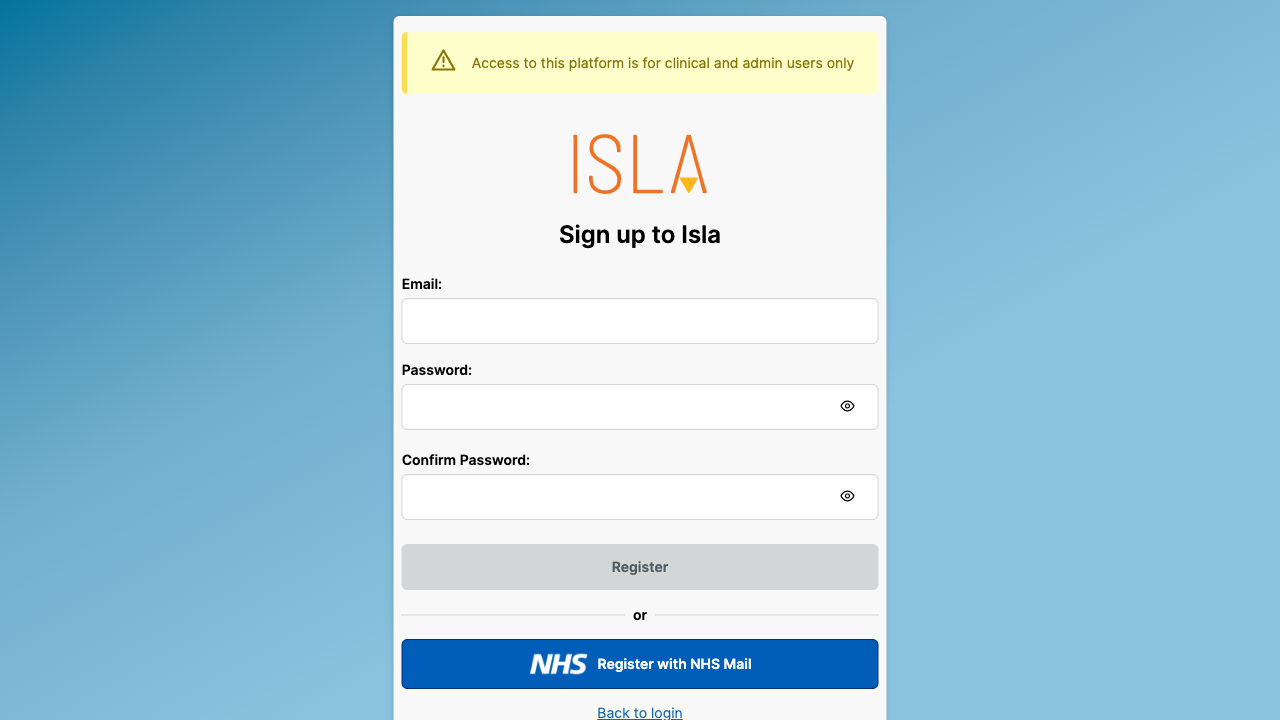 Access to this platform is for clinical and admin users only
ISLA
Sign up to Isla
Email:
Password:
Confirm Password:
Register
or
NHS Register with NHS Mail
Back to login